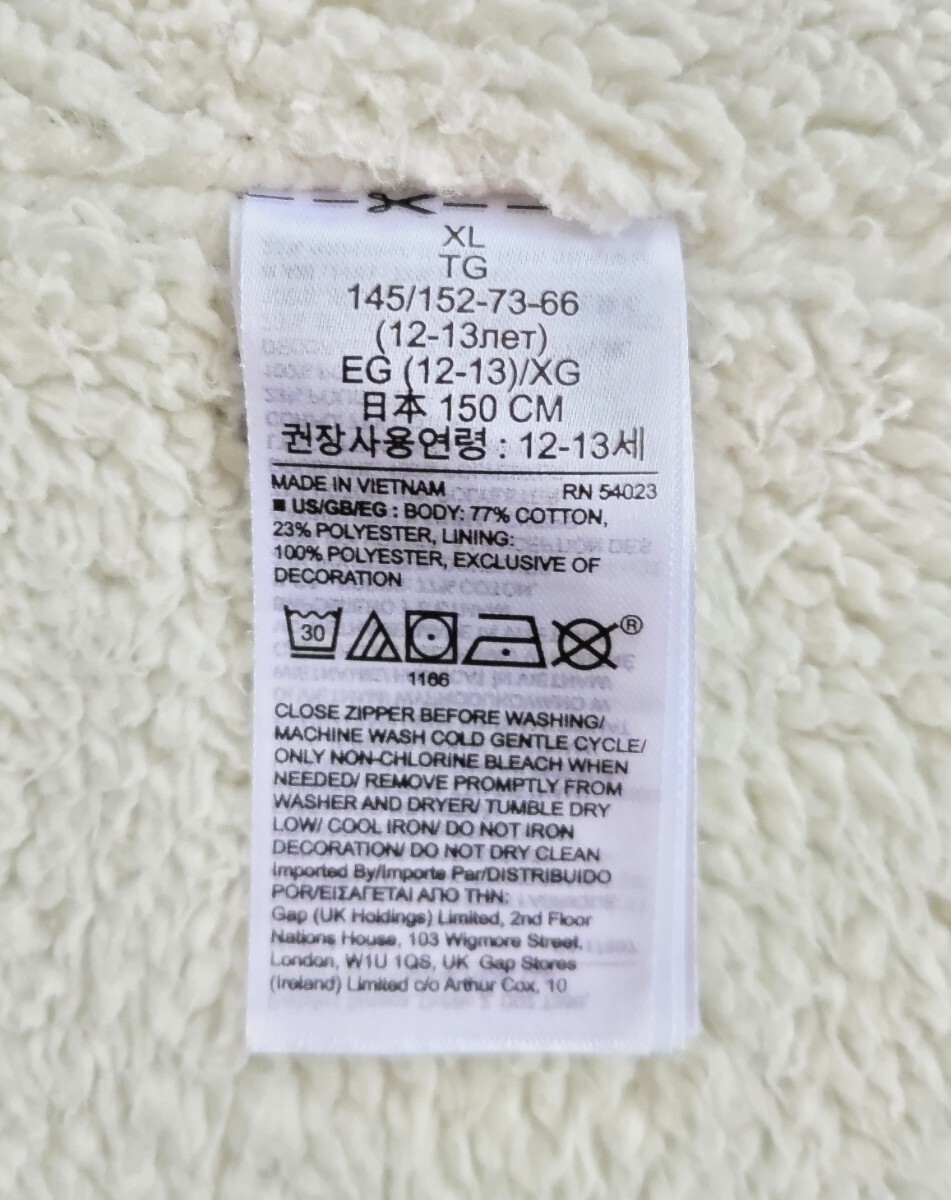 XL
TG
145/152-73-66
(12-13лет)
EG (12-13)/XG
日本 150 CM
권장사용연령 : 12-13세
MADE IN VIETNAM RN 54023
■ US/GB/EG : BODY: 77% COTTON,
23% POLYESTER, LINING:
100% POLYESTER, EXCLUSIVE OF
DECORATION
30 ®
1166
CLOSE ZIPPER BEFORE WASHING/
MACHINE WASH COLD GENTLE CYCLE/
ONLY NON-CHLORINE BLEACH WHEN
NEEDED/ REMOVE PROMPTLY FROM
WASHER AND DRYER/ TUMBLE DRY
LOW/ COOL IRON/ DO NOT IRON
DECORATION/ DO NOT DRY CLEAN
Imported By/Importe Par/DISTRIBUIDO
POR/ΕΙΣΑΓΕΤΑΙ ΑΠΟ ΤΗΝ:
Gap (UK Holdings) Limited, 2nd Floor
Nations House, 103 Wigmore Street,
London, W1U 1QS, UK Gap Stores
(Ireland) Limited c/o Arthur Cox, 10